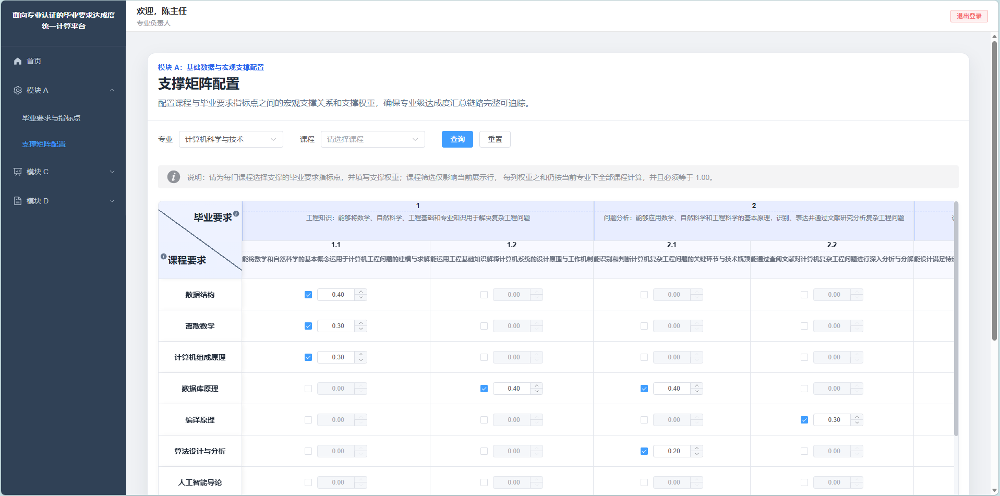 面向专业认证的毕业要求达成度
统一计算平台
欢迎，陈主任
专业负责人
退出登录
首页
模块 A
毕业要求与指标点
支撑矩阵配置
模块 C
模块 D
模块 A：基础数据与宏观支撑配置
支撑矩阵配置
配置课程与毕业要求指标点之间的宏观支撑关系和支撑权重，确保专业级达成度汇总链路完整可追踪。
专业 计算机科学与技术 课程 请选择课程 查询 重置
说明：请为每门课程选择支撑的毕业要求指标点，并填写支撑权重；课程筛选仅影响当前展示行， 每列权重之和仍按当前专业下全部课程计算，并且必须等于 1.00。
毕业要求
课程要求
1 2
工程知识：能够将数学、自然科学、工程基础和专业知识用于解决复杂工程问题 问题分析：能够应用数学、自然科学和工程科学的基本原理，识别、表达并通过文献研究分析复杂工程问题
1.1 1.2 2.1 2.2
能将数学和自然科学的基本概念运用于计算机工程问题的建模与求解 能运用工程基础知识解释计算机系统的设计原理与工作机制 能识别和判断计算机复杂工程问题的关键环节与技术瓶颈 能通过查阅文献对计算机复杂工程问题进行深入分析与分解 能设计满足特定
数据结构 0.40 0.00 0.00 0.00
离散数学 0.30 0.00 0.00 0.00
计算机组成原理 0.30 0.00 0.00 0.00
数据库原理 0.00 0.40 0.40 0.00
编译原理 0.00 0.00 0.00 0.30
算法设计与分析 0.00 0.00 0.20 0.00
人工智能导论 0.00 0.00 0.00 0.00